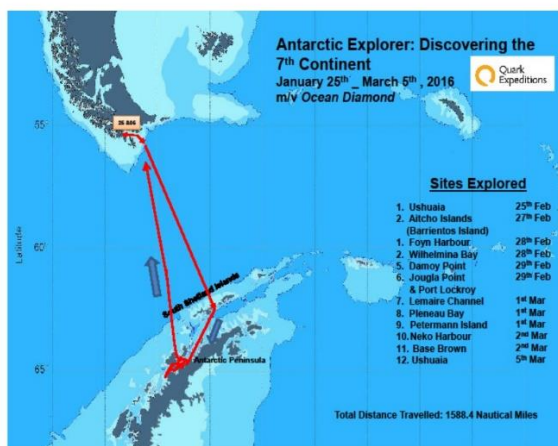 Antarctic Explorer: Discovering the
7th Continent
January 25th _ March 5th , 2016
m/v Ocean Diamond
Quark
Expeditions
55
60
65
Latitude
South Shetland Islands
Antarctic Peninsula
Sites Explored
1. Ushuaia 25th Feb
2. Aitcho Islands 27th Feb
(Barrientos Island)
1. Foyn Harbour 28th Feb
2. Wilhelmina Bay 28th Feb
5. Damoy Point 29th Feb
6. Jougla Point 29th Feb
& Port Lockroy
7. Lemaire Channel 1st Mar
8. Pleneau Bay 1st Mar
9. Petermann Island 1st Mar
10. Neko Harbour 2nd Mar
11. Base Brown 2nd Mar
12. Ushuaia 5th Mar
Total Distance Travelled: 1588.4 Nautical Miles